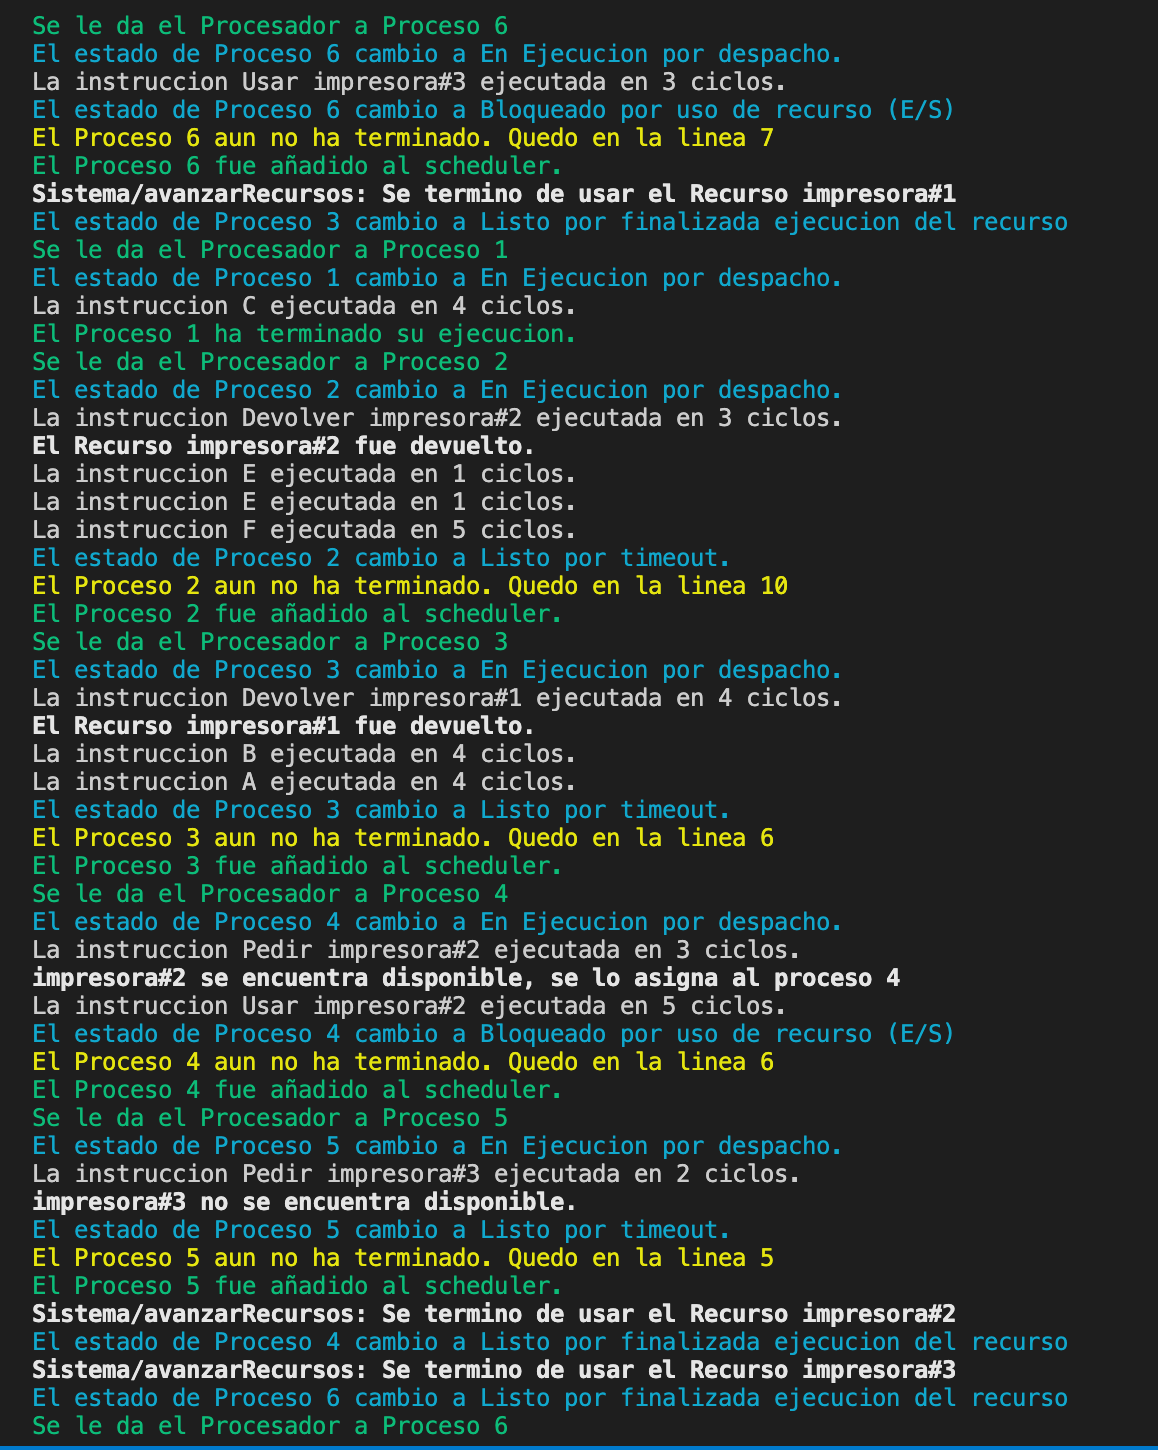 Se le da el Procesador a Proceso 6
El estado de Proceso 6 cambio a En Ejecucion por despacho.
La instruccion Usar impresora#3 ejecutada en 3 ciclos.
El estado de Proceso 6 cambio a Bloqueado por uso de recurso (E/S)
El Proceso 6 aun no ha terminado. Quedo en la linea 7
El Proceso 6 fue añadido al scheduler.
Sistema/avanzarRecursos: Se termino de usar el Recurso impresora#1
El estado de Proceso 3 cambio a Listo por finalizada ejecucion del recurso
Se le da el Procesador a Proceso 1
El estado de Proceso 1 cambio a En Ejecucion por despacho.
La instruccion C ejecutada en 4 ciclos.
El Proceso 1 ha terminado su ejecucion.
Se le da el Procesador a Proceso 2
El estado de Proceso 2 cambio a En Ejecucion por despacho.
La instruccion Devolver impresora#2 ejecutada en 3 ciclos.
El Recurso impresora#2 fue devuelto.
La instruccion E ejecutada en 1 ciclos.
La instruccion E ejecutada en 1 ciclos.
La instruccion F ejecutada en 5 ciclos.
El estado de Proceso 2 cambio a Listo por timeout.
El Proceso 2 aun no ha terminado. Quedo en la linea 10
El Proceso 2 fue añadido al scheduler.
Se le da el Procesador a Proceso 3
El estado de Proceso 3 cambio a En Ejecucion por despacho.
La instruccion Devolver impresora#1 ejecutada en 4 ciclos.
El Recurso impresora#1 fue devuelto.
La instruccion B ejecutada en 4 ciclos.
La instruccion A ejecutada en 4 ciclos.
El estado de Proceso 3 cambio a Listo por timeout.
El Proceso 3 aun no ha terminado. Quedo en la linea 6
El Proceso 3 fue añadido al scheduler.
Se le da el Procesador a Proceso 4
El estado de Proceso 4 cambio a En Ejecucion por despacho.
La instruccion Pedir impresora#2 ejecutada en 3 ciclos.
impresora#2 se encuentra disponible, se lo asigna al proceso 4
La instruccion Usar impresora#2 ejecutada en 5 ciclos.
El estado de Proceso 4 cambio a Bloqueado por uso de recurso (E/S)
El Proceso 4 aun no ha terminado. Quedo en la linea 6
El Proceso 4 fue añadido al scheduler.
Se le da el Procesador a Proceso 5
El estado de Proceso 5 cambio a En Ejecucion por despacho.
La instruccion Pedir impresora#3 ejecutada en 2 ciclos.
impresora#3 no se encuentra disponible.
El estado de Proceso 5 cambio a Listo por timeout.
El Proceso 5 aun no ha terminado. Quedo en la linea 5
El Proceso 5 fue añadido al scheduler.
Sistema/avanzarRecursos: Se termino de usar el Recurso impresora#2
El estado de Proceso 4 cambio a Listo por finalizada ejecucion del recurso
Sistema/avanzarRecursos: Se termino de usar el Recurso impresora#3
El estado de Proceso 6 cambio a Listo por finalizada ejecucion del recurso
Se le da el Procesador a Proceso 6